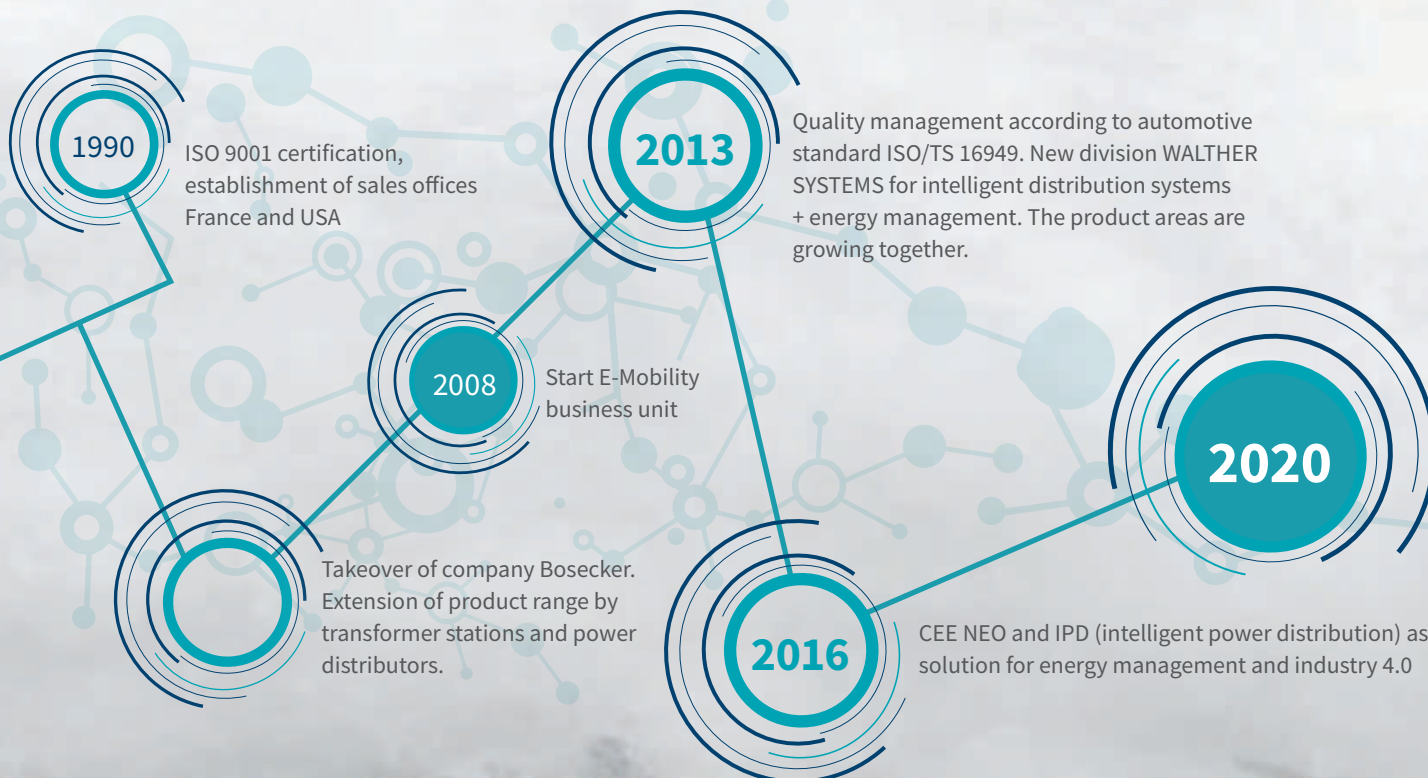 1990
ISO 9001 certification,
establishment of sales offices
France and USA
2013
Quality management according to automotive
standard ISO/TS 16949. New division WALTHER
SYSTEMS for intelligent distribution systems
+ energy management. The product areas are
growing together.
2008
Start E-Mobility
business unit
2020
Takeover of company Bosecker.
Extension of product range by
transformer stations and power
distributors.
2016
CEE NEO and IPD (intelligent power distribution) as
solution for energy management and industry 4.0